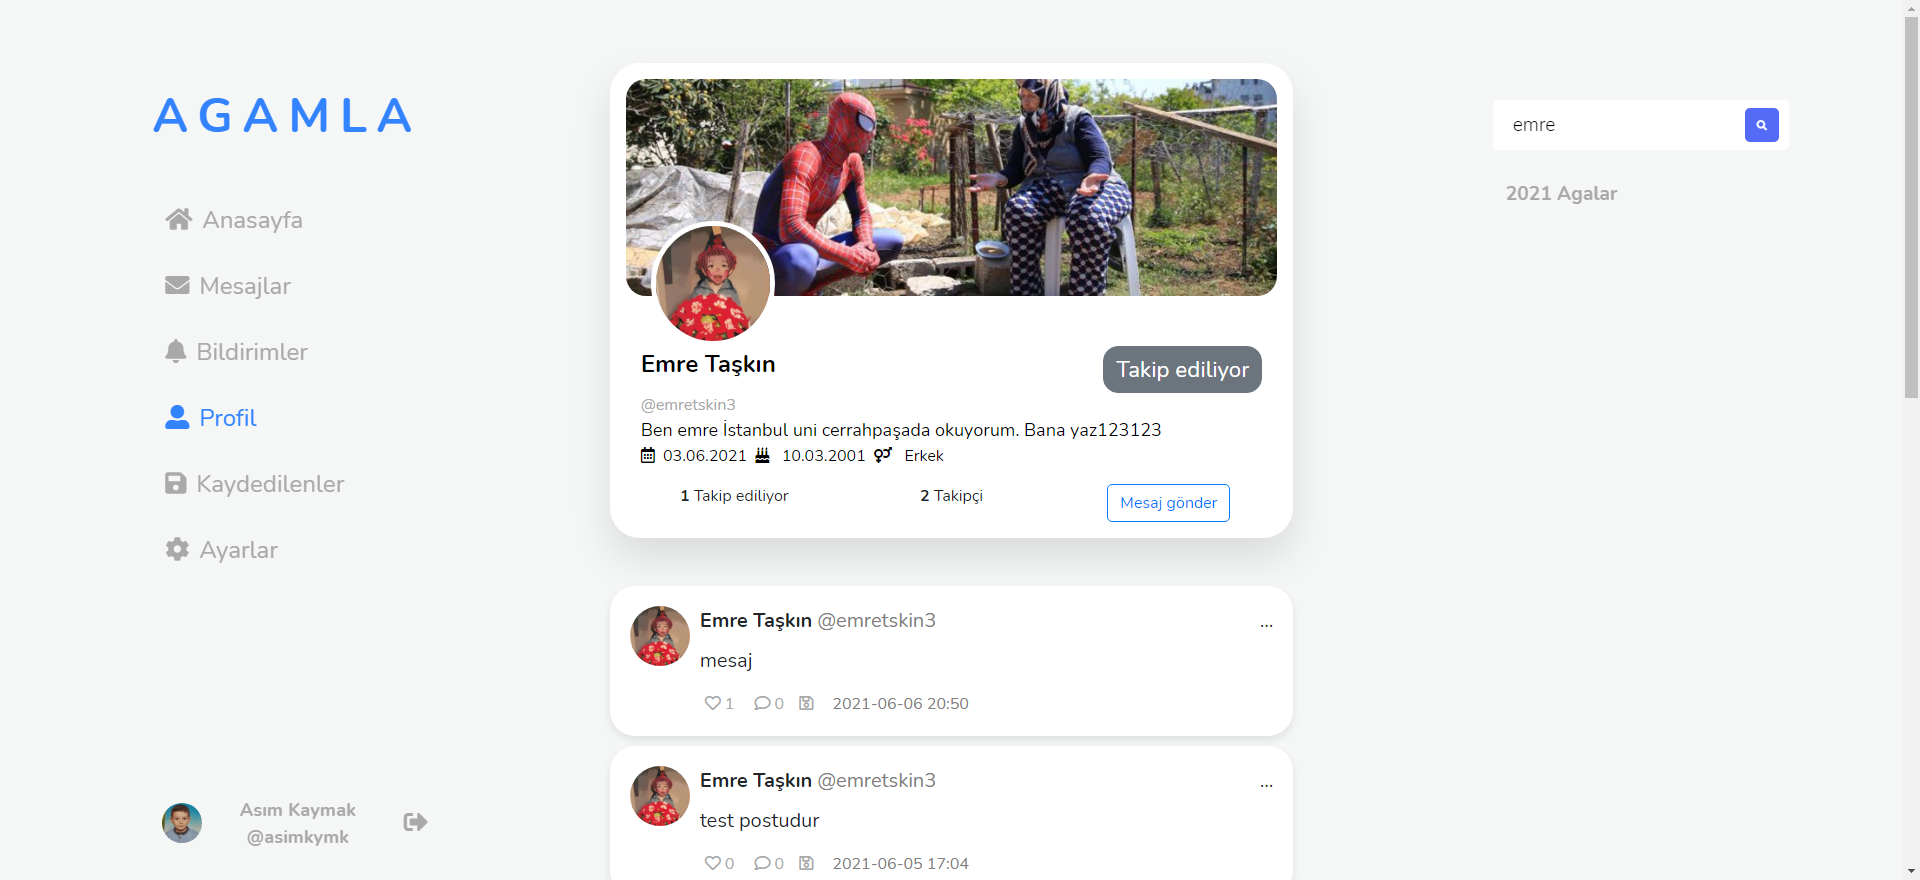 AGAMLA
Anasayfa
Mesajlar
Bildirimler
Profil
Kaydedilenler
Ayarlar
Asım Kaymak
@asimkymk
Emre Taşkın
Takip ediliyor
@emretskin3
Ben emre İstanbul uni cerrahpaşada okuyorum. Bana yaz123123
03.06.2021 10.03.2001 Erkek
1 Takip ediliyor 2 Takipçi Mesaj gönder
Emre Taşkın @emretskin3 ...
mesaj
1 0 2021-06-06 20:50
Emre Taşkın @emretskin3 ...
test postudur
0 0 2021-06-05 17:04
emre
2021 Agalar